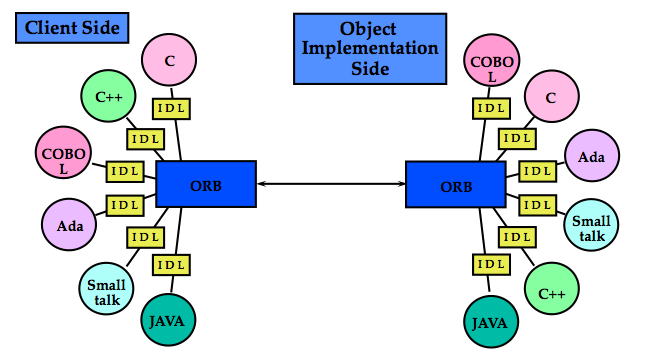 Client Side
Object
Implementation
Side
C
IDL
C++
IDL
COBO
L
IDL
ORB
Ada
IDL
IDL
Small
talk
IDL
JAVA
COBO
L
IDL
C
IDL
Ada
IDL
ORB
IDL
Small
talk
IDL
C++
IDL
JAVA